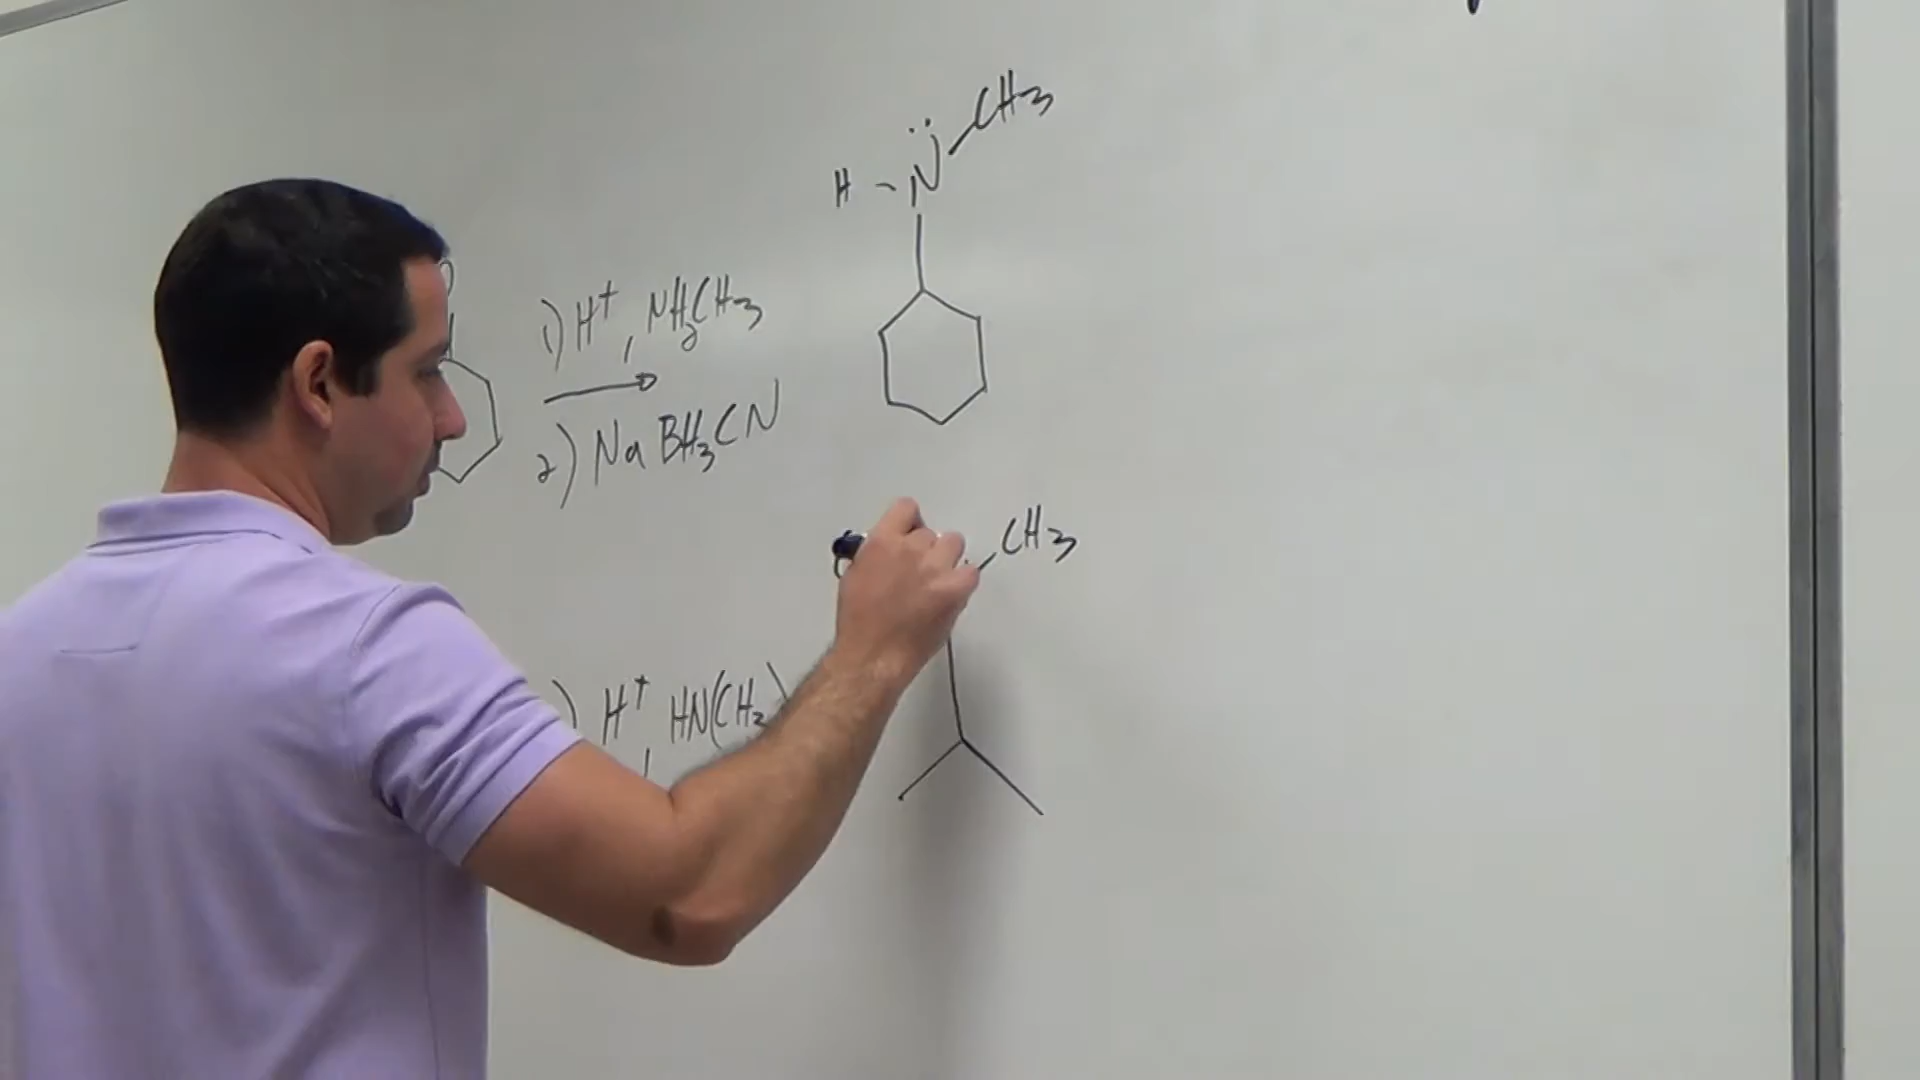 CH3
H - N
1) H+, NH2CH3
2) NaBH3CN
CH3
) H+, HN(CH3)